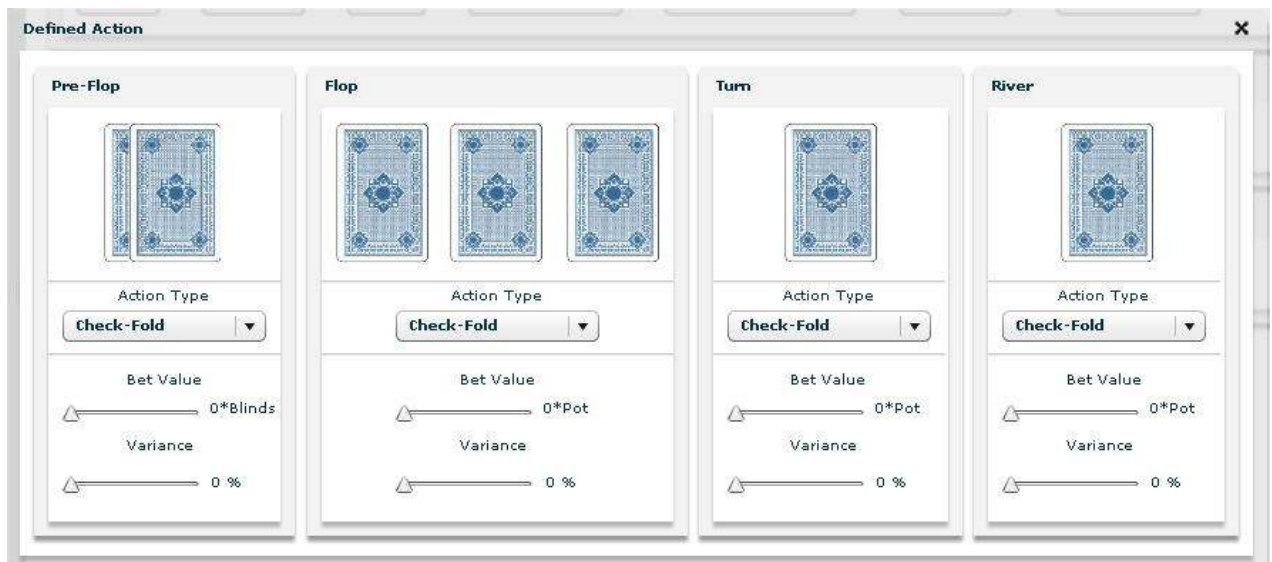 Defined Action
Pre-Flop
Action Type
Check-Fold
Bet Value
0*Blinds
Variance
0 %
Flop
Action Type
Check-Fold
Bet Value
0*Pot
Variance
0 %
Turn
Action Type
Check-Fold
Bet Value
0*Pot
Variance
0 %
River
Action Type
Check-Fold
Bet Value
0*Pot
Variance
0 %